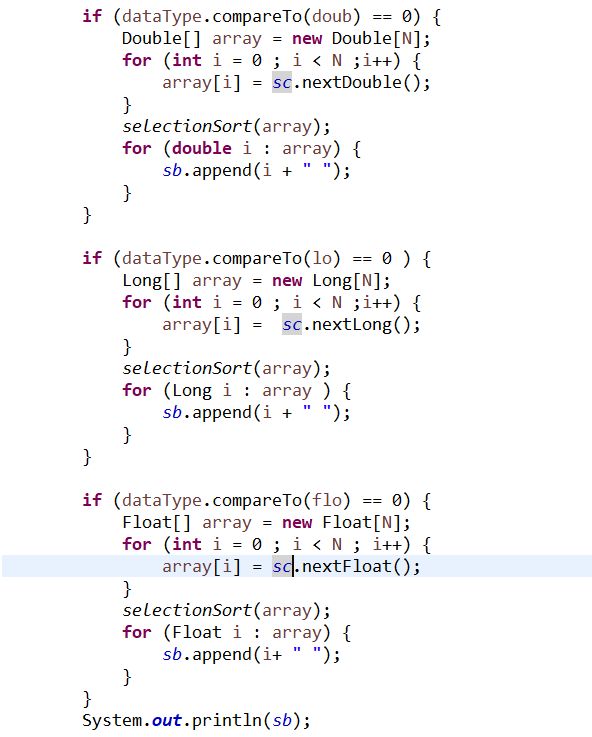 if (dataType.compareTo(doub) == 0) {
Double[] array = new Double[N];
for (int i = 0 ; i < N ;i++) {
array[i] = sc.nextDouble();
}
selectionSort(array);
for (double i : array) {
sb.append(i + " ");
}
}
if (dataType.compareTo(lo) == 0 ) {
Long[] array = new Long[N];
for (int i = 0 ; i < N ;i++) {
array[i] =  sc.nextLong();
}
selectionSort(array);
for (Long i : array ) {
sb.append(i + " ");
}
}
if (dataType.compareTo(flo) == 0) {
Float[] array = new Float[N];
for (int i = 0 ; i < N ; i++) {
array[i] = sc.nextFloat();
}
selectionSort(array);
for (Float i : array) {
sb.append(i+ " ");
}
}
System.out.println(sb);